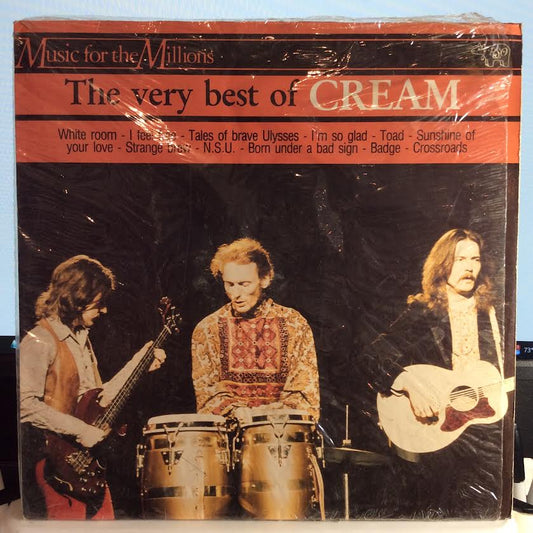 Music for the Millions
The very best of CREAM
White room - I feel free - Tales of brave Ulysses - I'm so glad - Toad - Sunshine of
your love - Strange brew - N.S.U. - Born under a bad sign - Badge - Crossroads